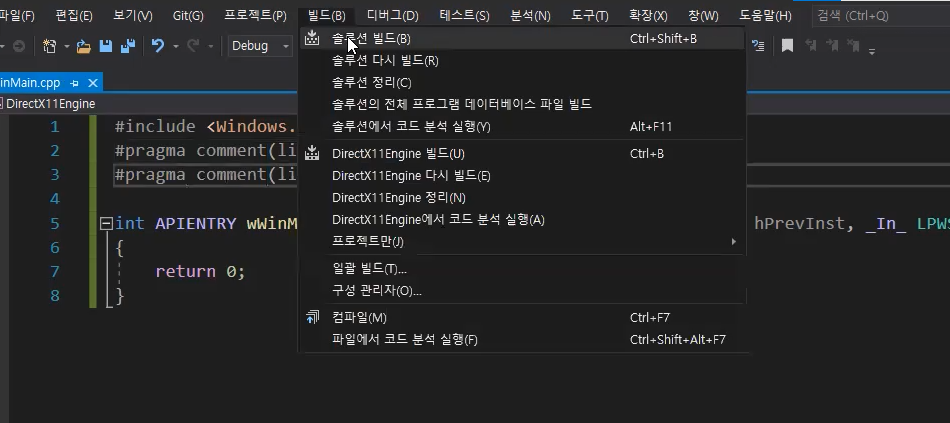 파일(F) 편집(E) 보기(V) Git(G) 프로젝트(P) 빌드(B) 디버그(D) 테스트(S) 분석(N) 도구(T) 확장(X) 창(W) 도움말(H) 검색 (Ctrl+Q)
Debug
inMain.cpp
DirectX11Engine
솔루션 빌드(B) Ctrl+Shift+B
솔루션 다시 빌드(R)
솔루션 정리(C)
솔루션의 전체 프로그램 데이터베이스 파일 빌드
솔루션에서 코드 분석 실행(Y) Alt+F11
DirectX11Engine 빌드(U) Ctrl+B
DirectX11Engine 다시 빌드(E)
DirectX11Engine 정리(N)
DirectX11Engine에서 코드 분석 실행(A)
프로젝트만(J)
일괄 빌드(T)...
구성 관리자(O)...
컴파일(M) Ctrl+F7
파일에서 코드 분석 실행(F) Ctrl+Shift+Alt+F7
1 #include <Windows.
2 #pragma comment(li
3 #pragma comment(li
4
5 int APIENTRY wWinM hPrevInst, _In_ LPWS
6 {
7 return 0;
8 }